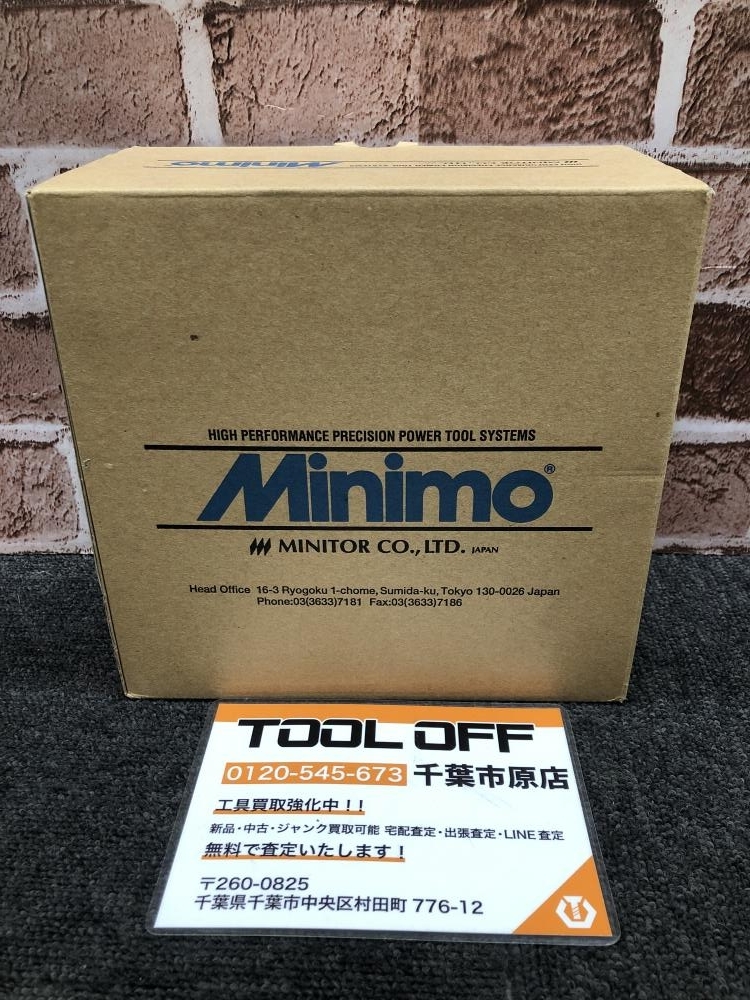 Minimo
HIGH PERFORMANCE PRECISION POWER TOOL SYSTEMS
Minimo®
MINITOR CO., LTD. JAPAN
Head Office 16-3 Ryogoku 1-chome, Sumida-ku, Tokyo 130-0026 Japan
Phone:03(3633)7181 Fax:03(3633)7186
TOOL OFF
0120-545-673 千葉市原店
工具買取強化中！！
新品・中古・ジャンク買取可能 宅配査定・出張査定・LINE査定
無料で査定いたします！
〒260-0825
千葉県千葉市中央区村田町 776-12